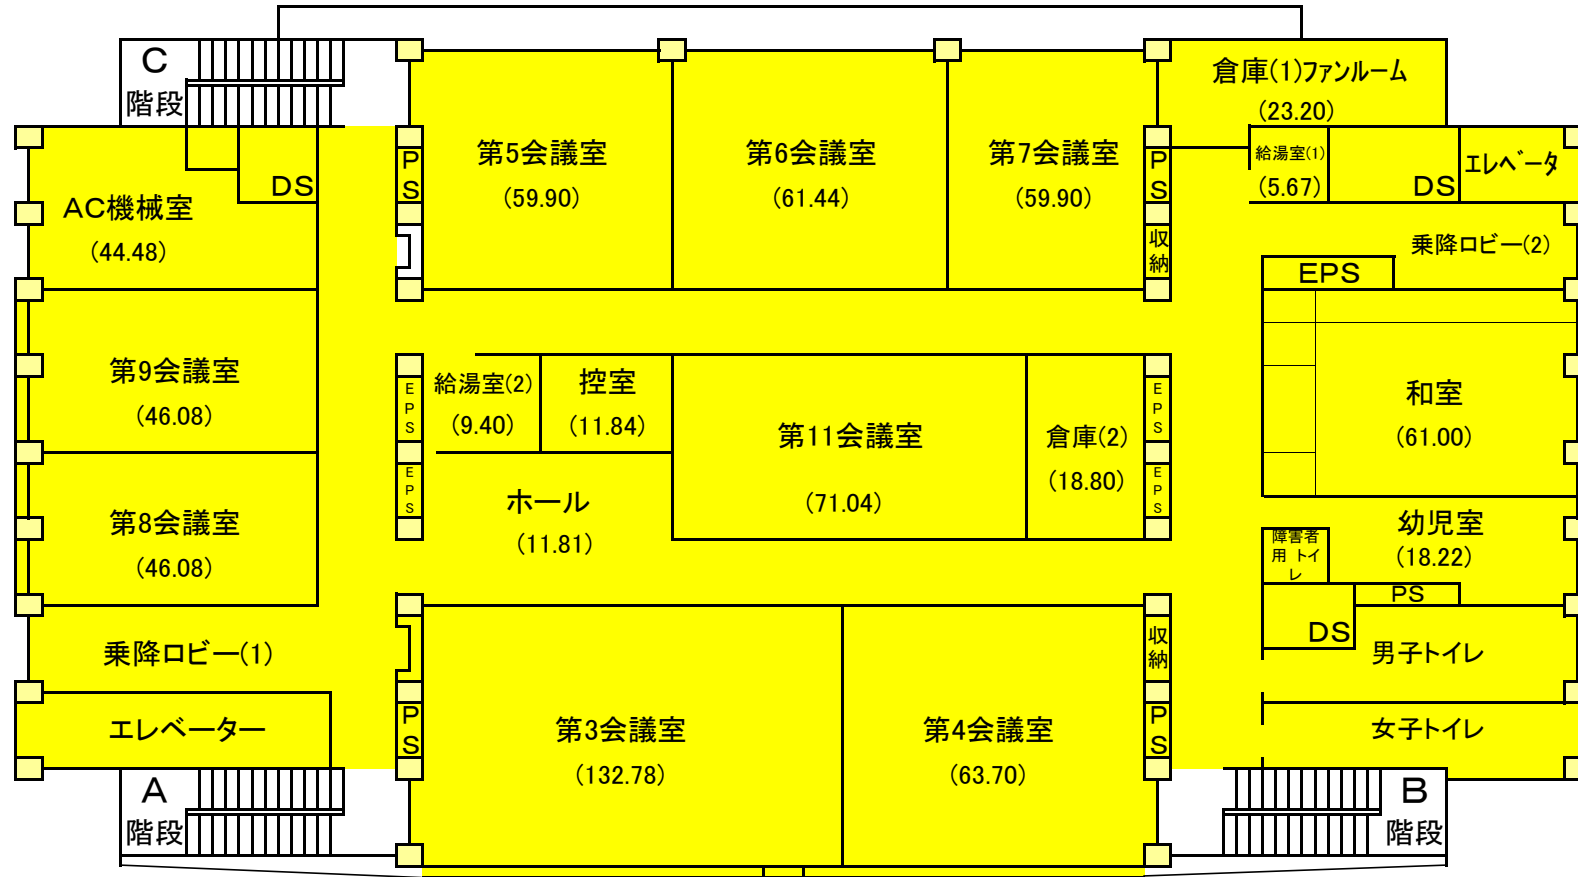 C
階段
倉庫(1)ファンルーム
(23.20)
第5会議室
(59.90)
第6会議室
(61.44)
第7会議室
(59.90)
P
S
P
S
給湯室(1)
(5.67)
DS
エレベータ
DS
AC機械室
(44.48)
収
納
乗降ロビー(2)
EPS
第9会議室
(46.08)
E
P
S
給湯室(2)
(9.40)
控室
(11.84)
第11会議室
(71.04)
倉庫(2)
(18.80)
E
P
S
和室
(61.00)
第8会議室
(46.08)
E
P
S
ホール
(11.81)
E
P
S
幼児室
(18.22)
障害者
用 トイ
レ
PS
DS
乗降ロビー(1)
収
納
男子トイレ
エレベーター
P
S
第3会議室
(132.78)
第4会議室
(63.70)
P
S
女子トイレ
A
階段
B
階段